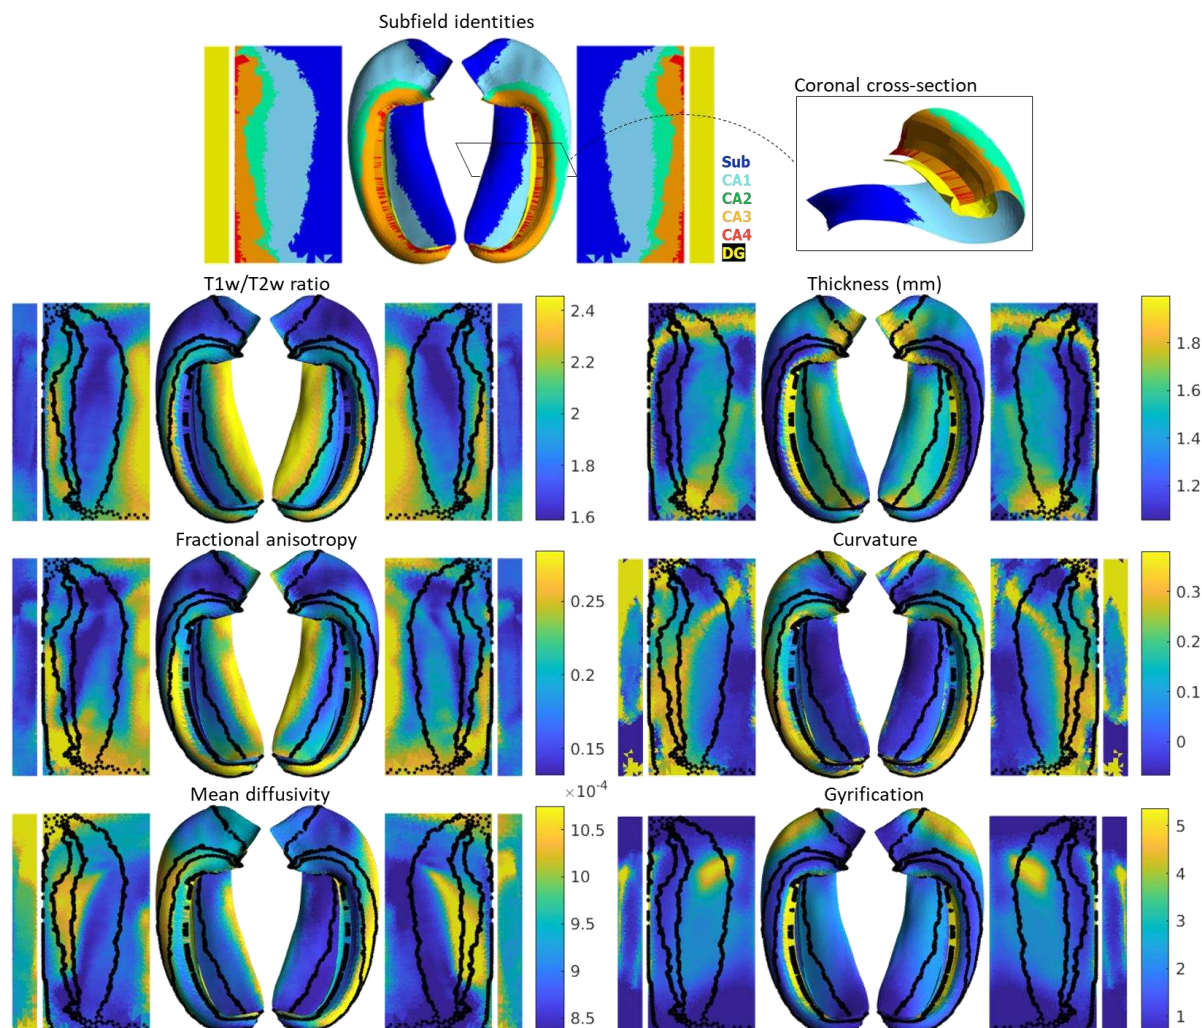 Subfield identities
Coronal cross-section
Sub
CA1
CA2
CA3
CA4
DG
T1w/T2w ratio
2.4
2.2
2
1.8
1.6
Thickness (mm)
1.8
1.6
1.4
1.2
Fractional anisotropy
0.25
0.2
0.15
Curvature
0.3
0.2
0.1
0
Mean diffusivity
×10-4
10.5
10
9.5
9
8.5
Gyrification
5
4
3
2
1